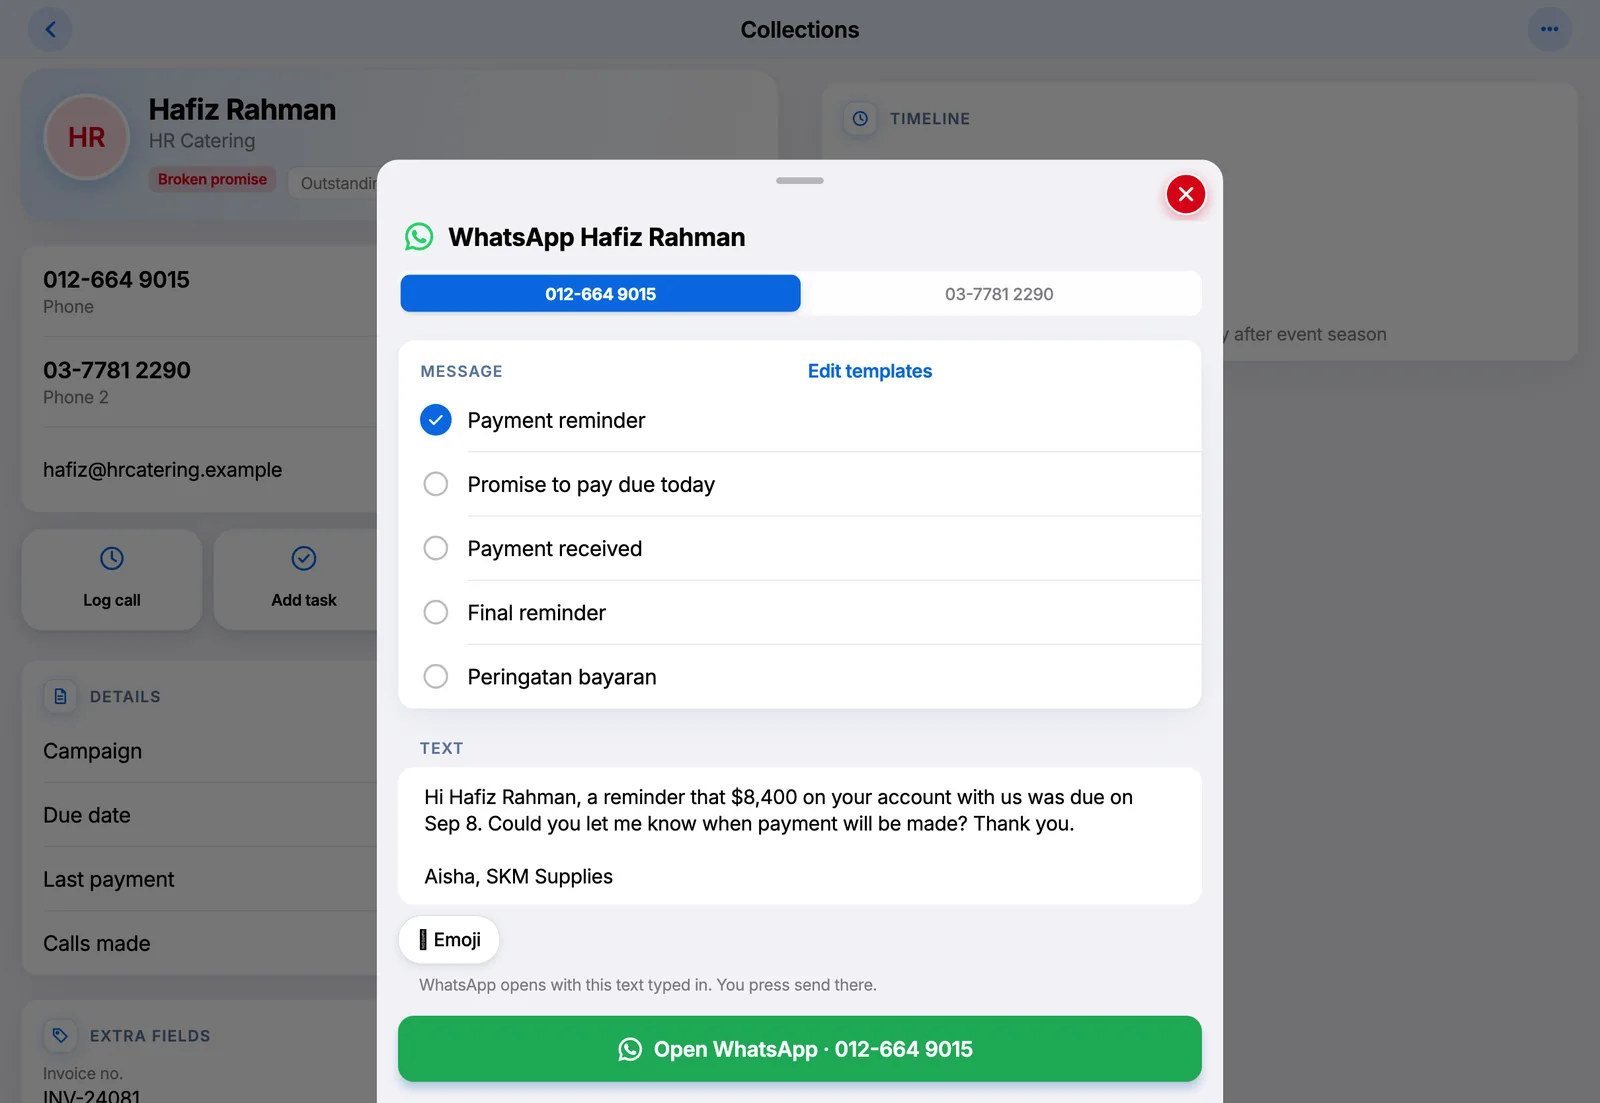 Collections
Hafiz Rahman
HR
HR Catering
Broken promise
012-664 9015
Phone
03-7781 2290
Phone 2
hafiz@hrcatering.example
Log call
Add task
DETAILS
Campaign
Due date
Last payment
Calls made
EXTRA FIELDS
Invoice no.
INV-24081
TIMELINE
after event season
WhatsApp Hafiz Rahman
012-664 9015
03-7781 2290
MESSAGE
Edit templates
Payment reminder
Promise to pay due today
Payment received
Final reminder
Peringatan bayaran
TEXT
Hi Hafiz Rahman, a reminder that $8,400 on your account with us was due on
Sep 8. Could you let me know when payment will be made? Thank you.
Aisha, SKM Supplies
Emoji
WhatsApp opens with this text typed in. You press send there.
Open WhatsApp · 012-664 9015